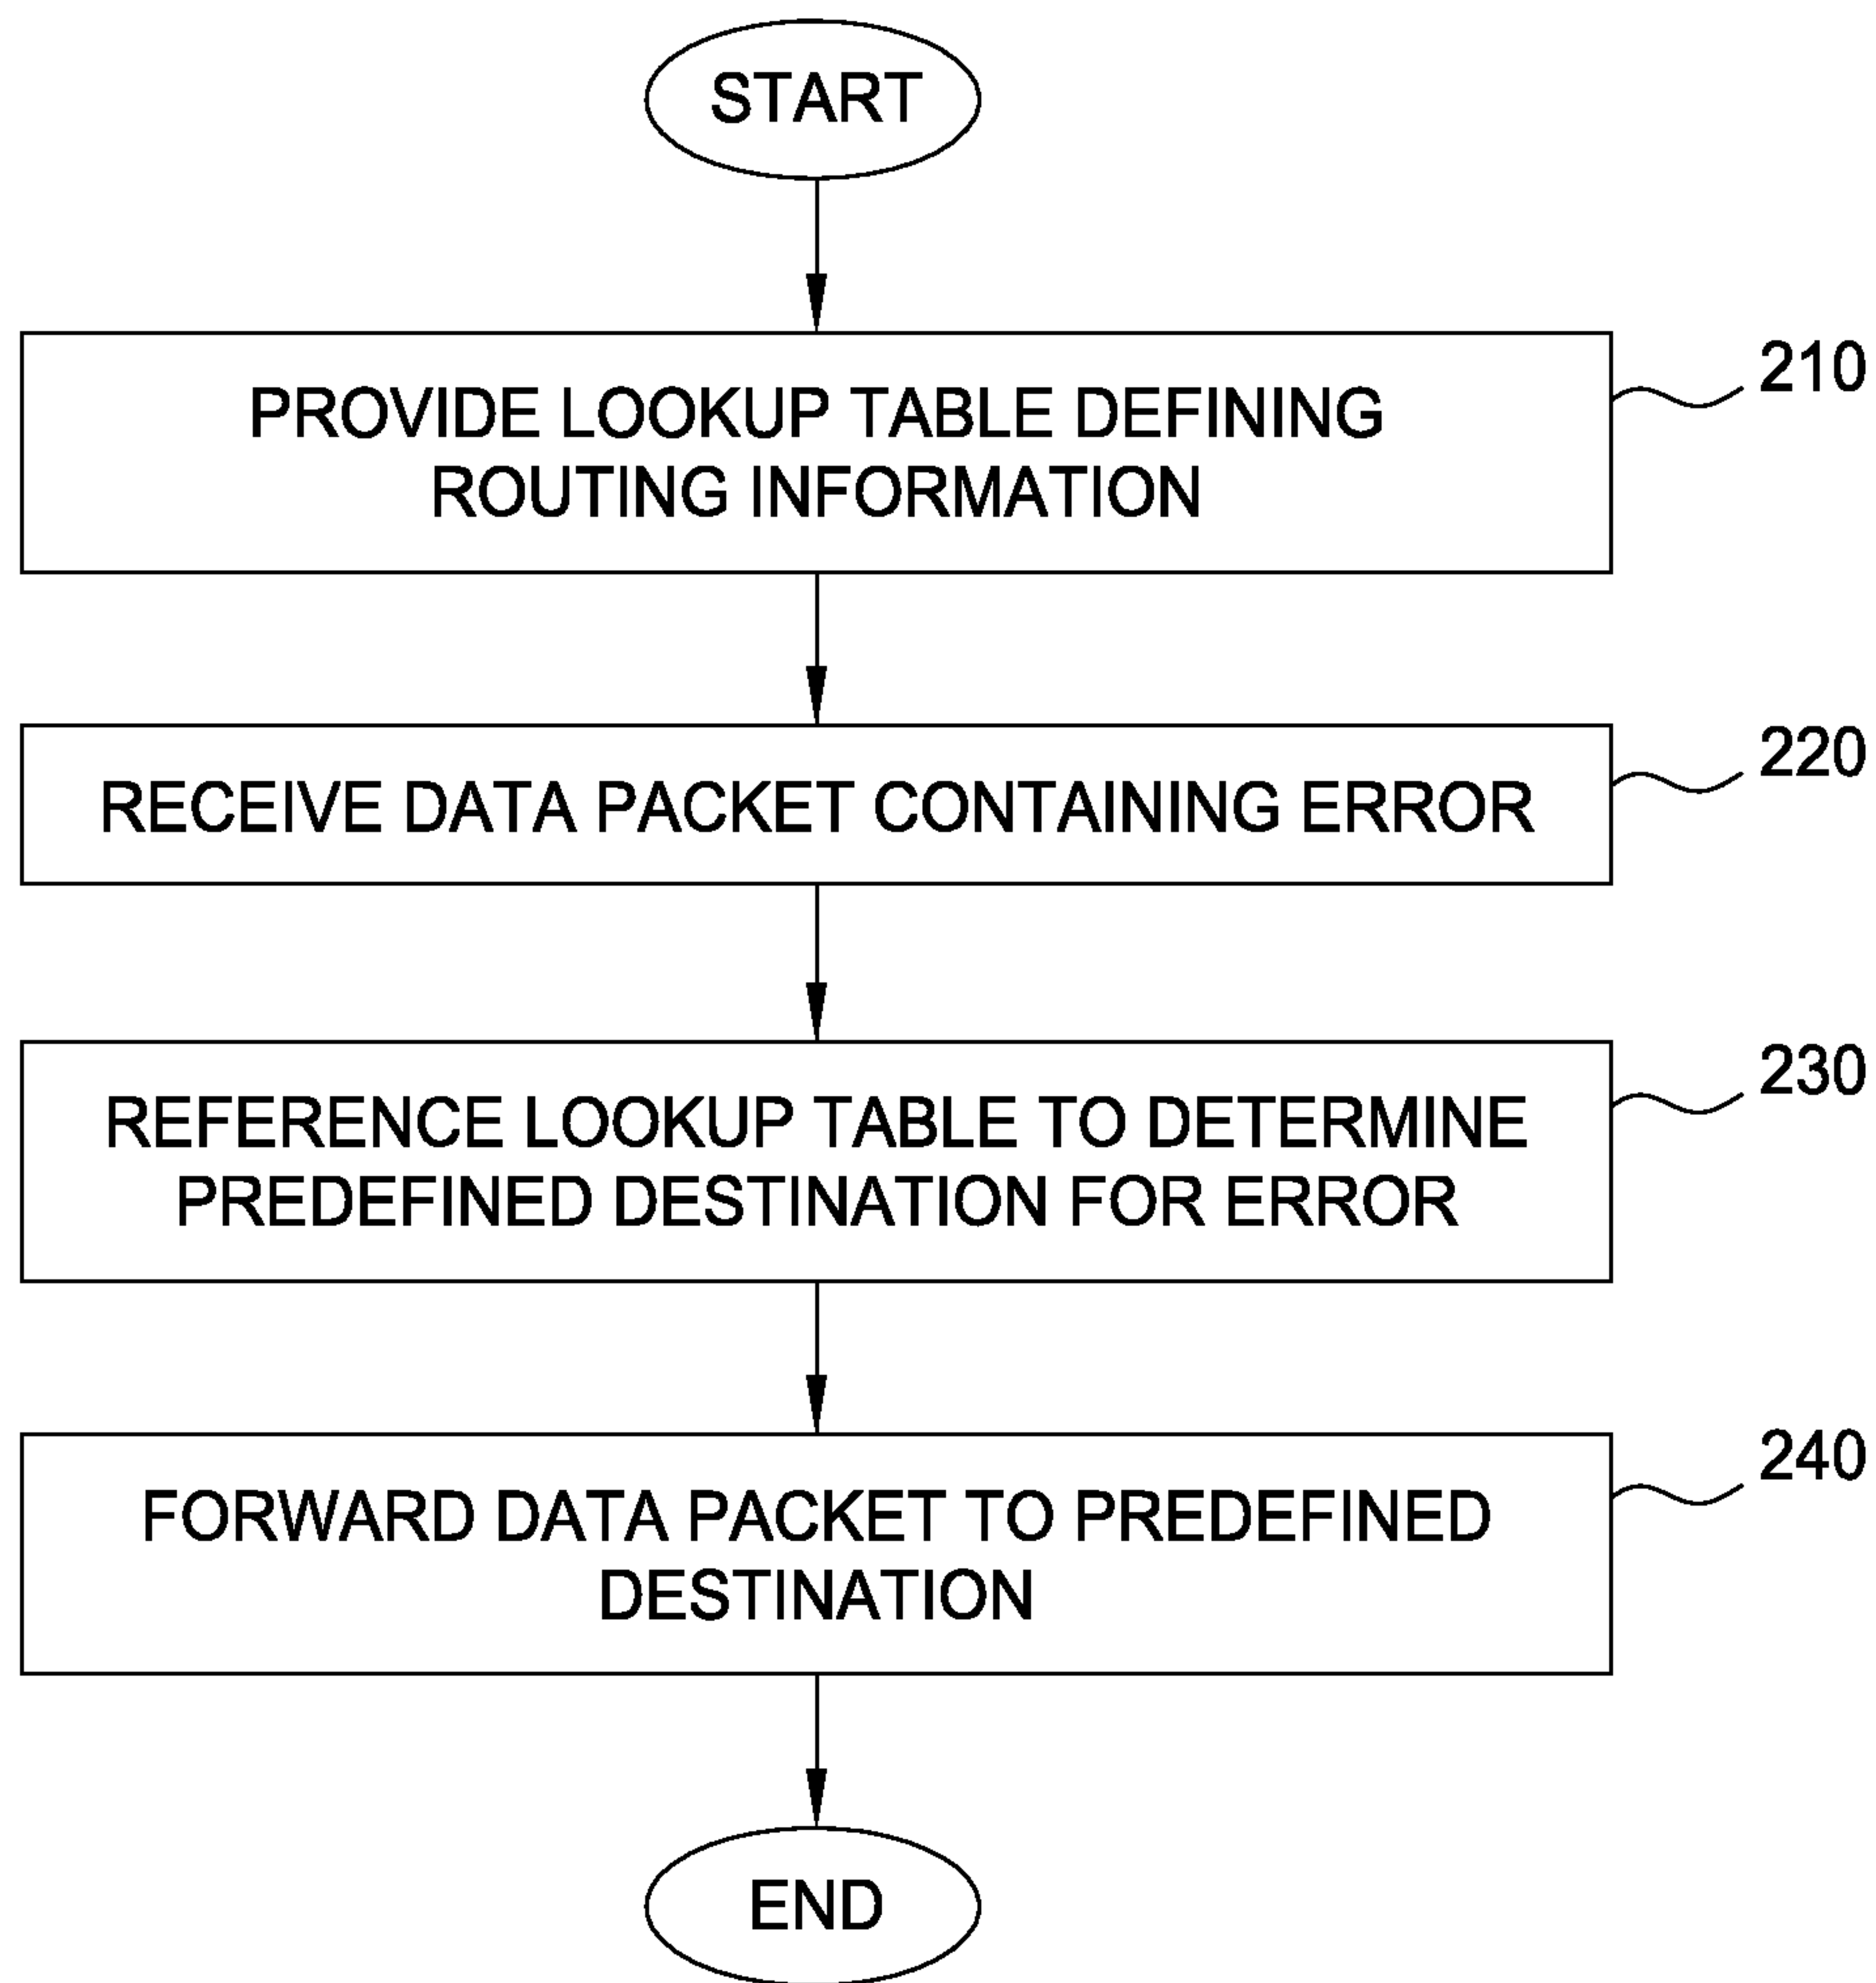 START
PROVIDE LOOKUP TABLE DEFINING
ROUTING INFORMATION
210
RECEIVE DATA PACKET CONTAINING ERROR
220
REFERENCE LOOKUP TABLE TO DETERMINE
PREDEFINED DESTINATION FOR ERROR
230
FORWARD DATA PACKET TO PREDEFINED
DESTINATION
240
END